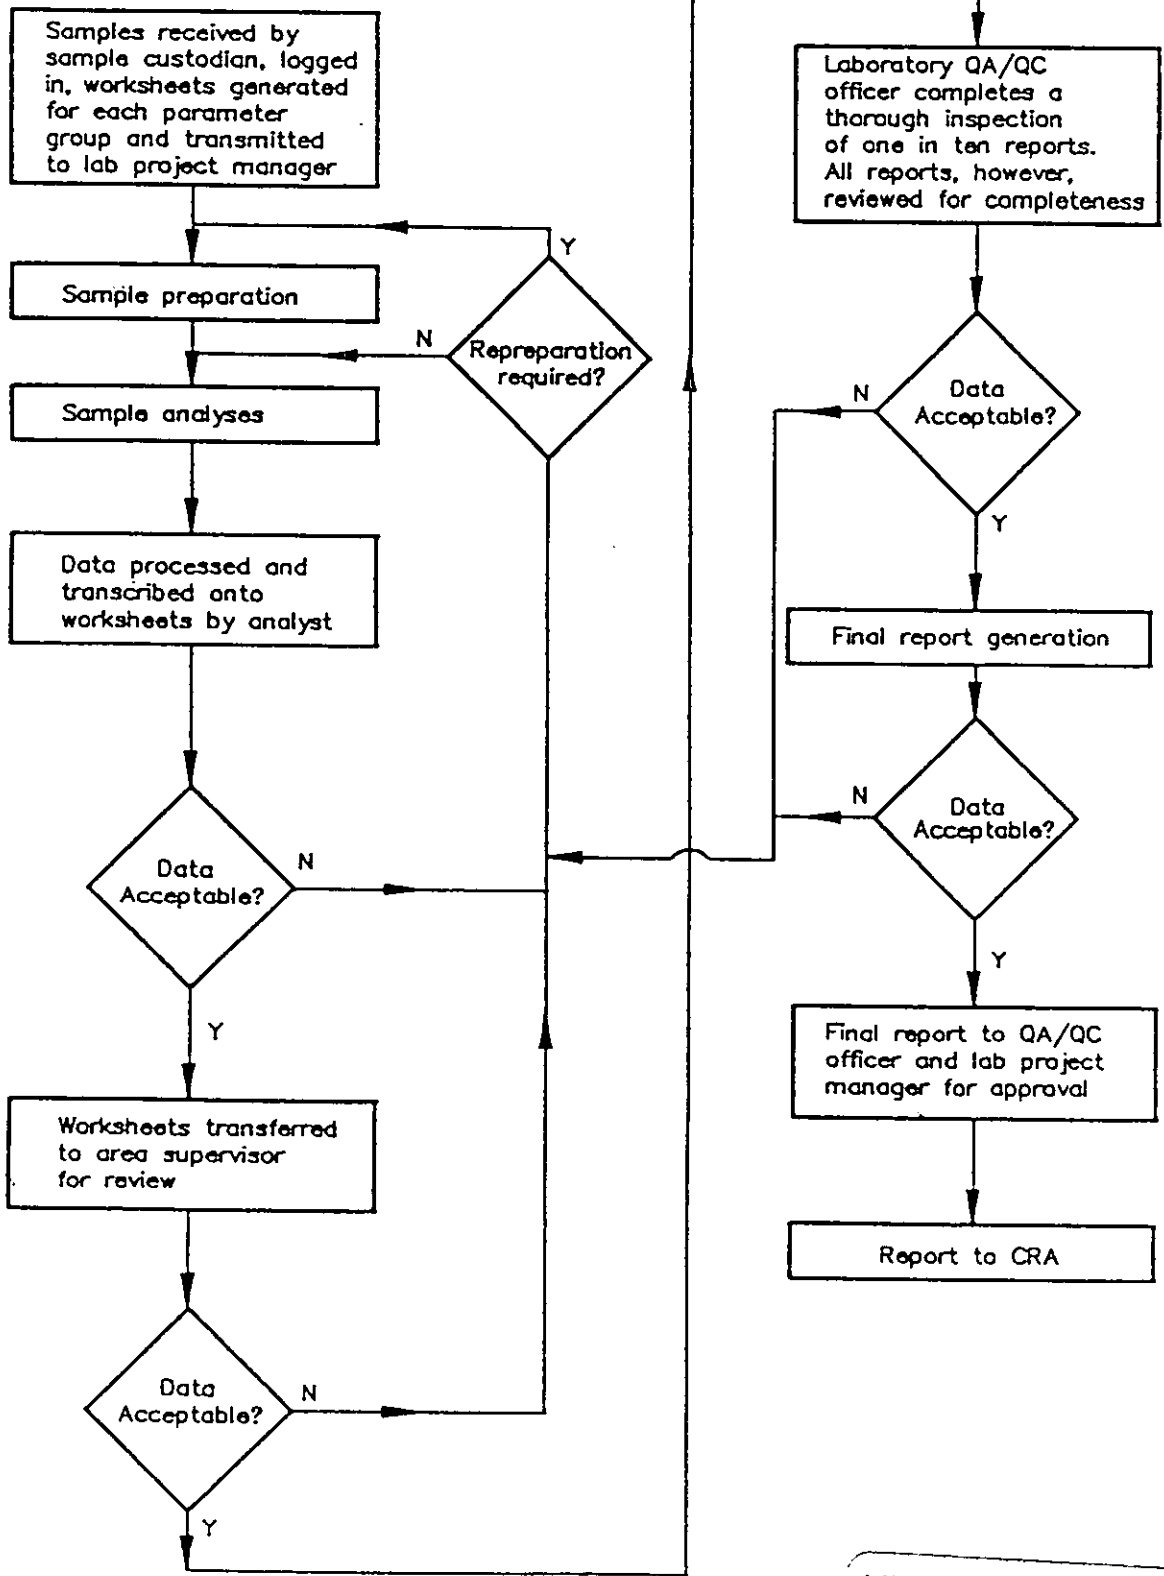 Samples received by
sample custodian, logged
in, worksheets generated
for each parameter
group and transmitted
to lab project manager
Y
Sample preparation
N
Repreparation
required?
Sample analyses
Data processed and
transcribed onto
worksheets by analyst
Data
Acceptable?
N
Y
Worksheets transferred
to area supervisor
for review
Data
Acceptable?
N
Y
Laboratory QA/QC
officer completes a
thorough inspection
of one in ten reports.
All reports, however,
reviewed for completeness
N
Data
Acceptable?
Y
Final report generation
N
Data
Acceptable?
Y
Final report to QA/QC
officer and lab project
manager for approval
Report to CRA